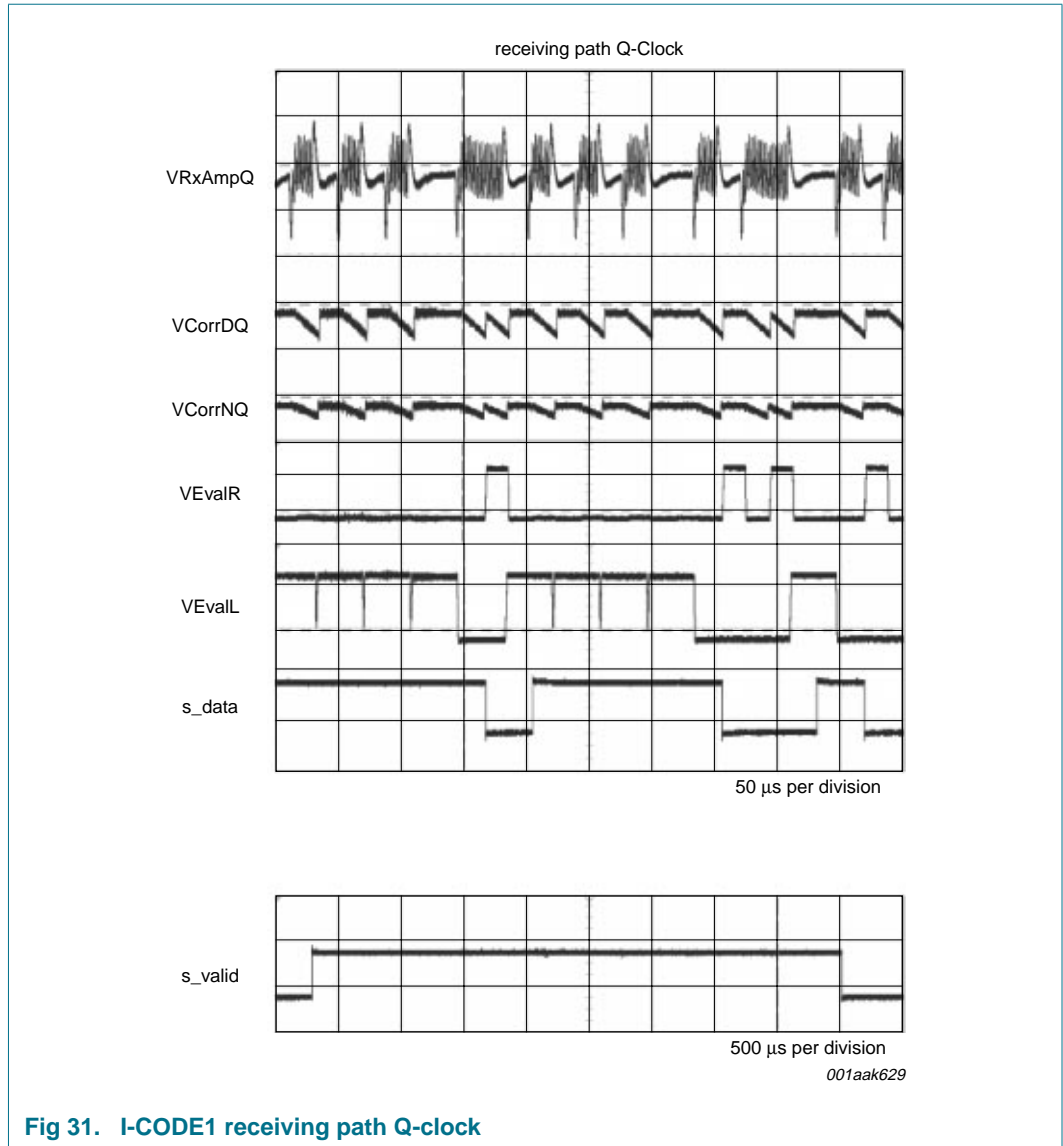 receiving path Q-Clock
VRxAmpQ
VCorrDQ
VCorrNQ
VEvalR
VEvalL
s_data
50 μs per division
s_valid
500 μs per division
001aak629
Fig 31. I-CODE1 receiving path Q-clock